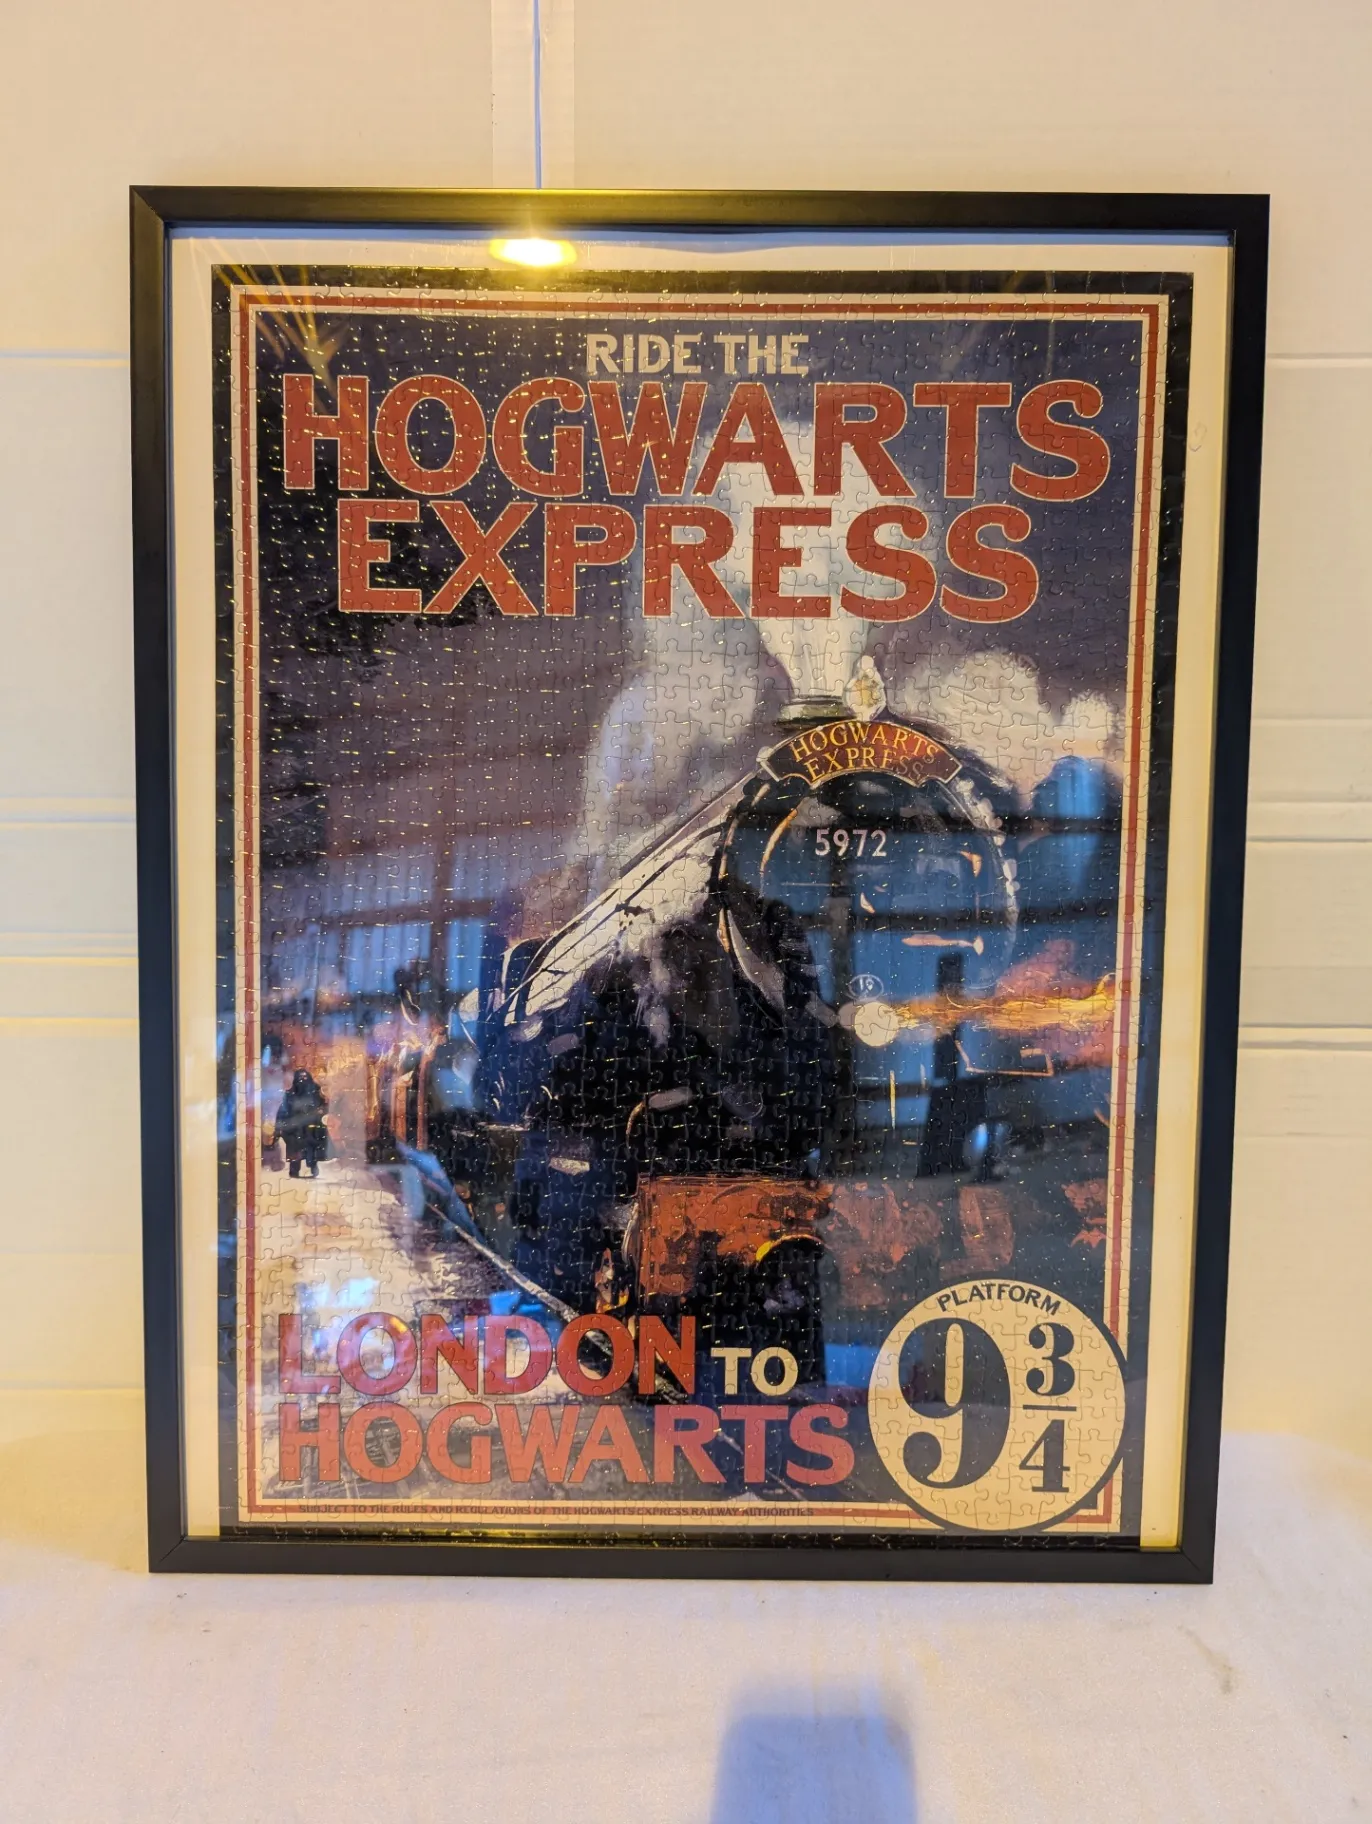 RIDE THE
HOGWARTS
EXPRESS
HOGWARTS
EXPRESS
5972
19
LONDON TO
HOGWARTS
PLATFORM
9 3/4
SUBJECT TO THE RULES AND REGULATIONS OF THE HOGWARTS EXPRESS RAILWAY AUTHORITIES